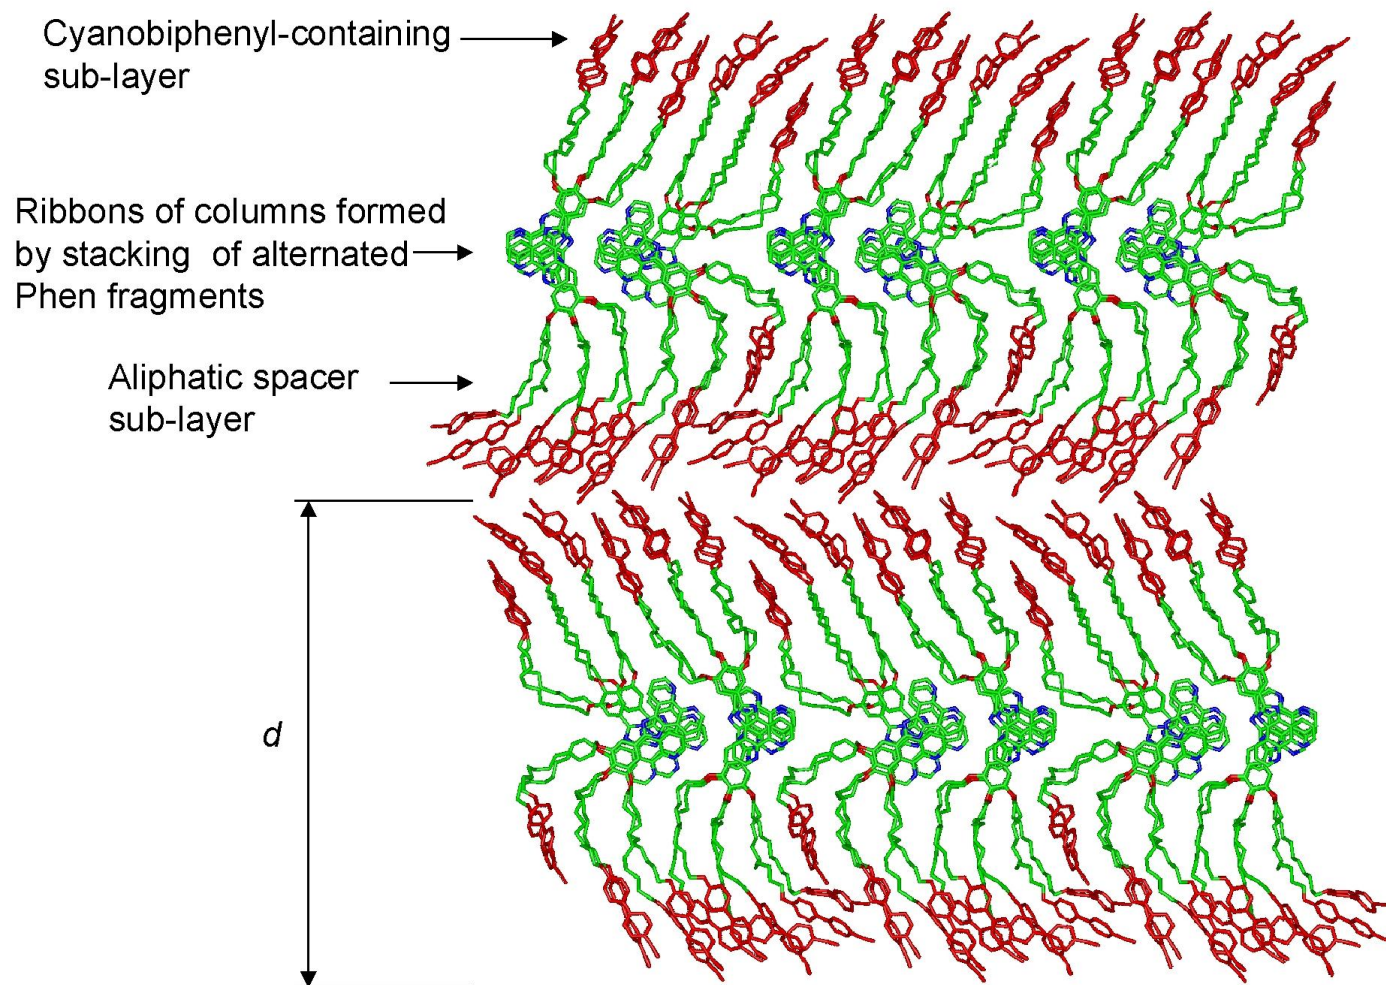 Cyanobiphenyl-containing
sub-layer
Ribbons of columns formed
by stacking of alternated
Phen fragments
Aliphatic spacer
sub-layer
d